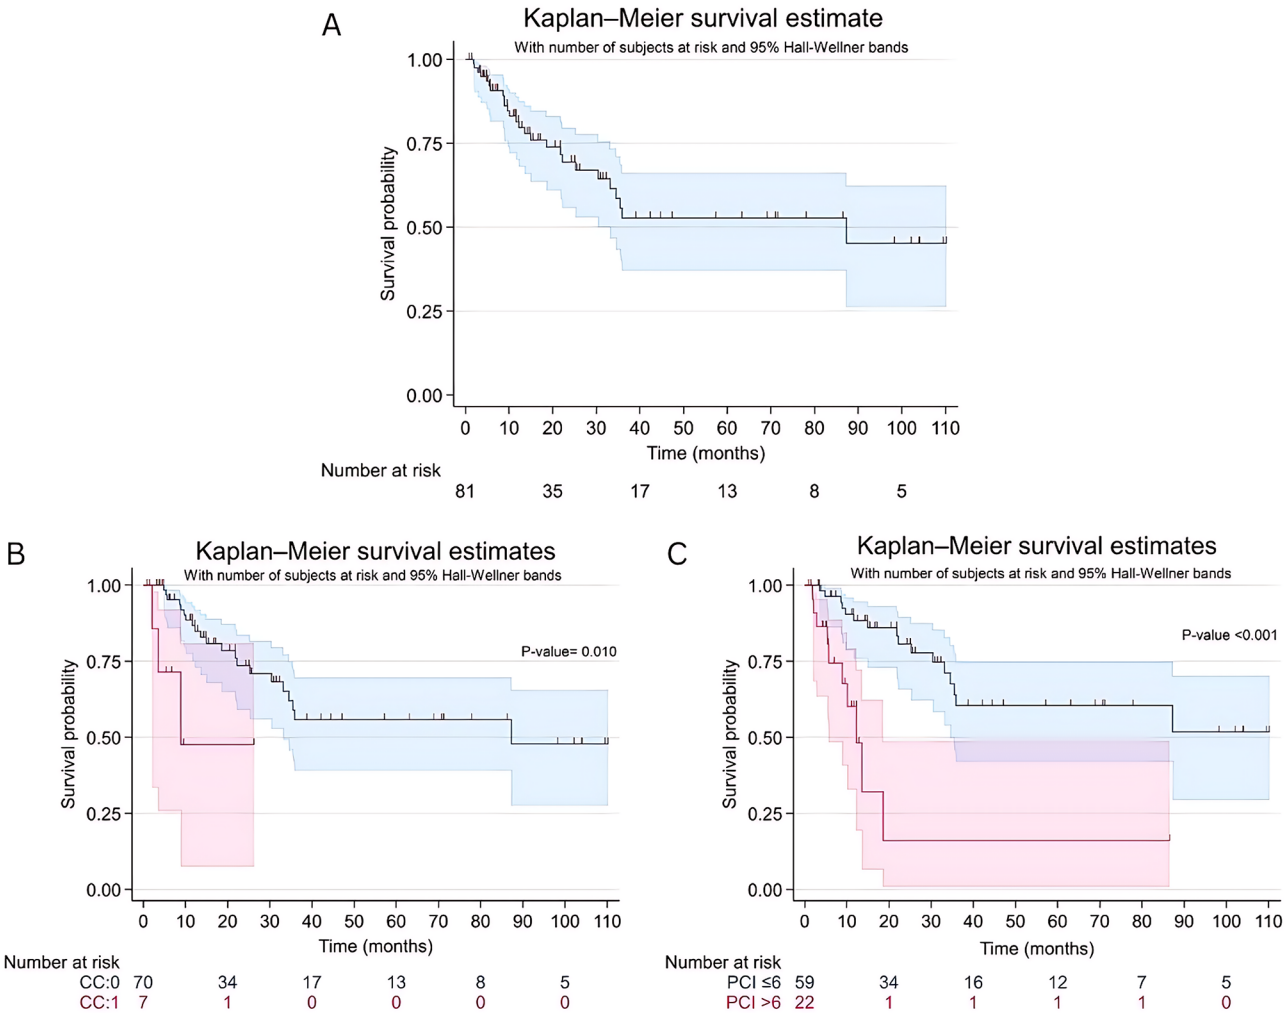 A
Kaplan–Meier survival estimate
With number of subjects at risk and 95% Hall-Wellner bands
Survival probability
1.00
0.75
0.50
0.25
0.00
0 10 20 30 40 50 60 70 80 90 100 110
Time (months)
Number at risk
81 35 17 13 8 5
B
Kaplan–Meier survival estimates
With number of subjects at risk and 95% Hall-Wellner bands
P-value= 0.010
Survival probability
1.00
0.75
0.50
0.25
0.00
0 10 20 30 40 50 60 70 80 90 100 110
Time (months)
Number at risk
CC:0 70 34 17 13 8 5
CC:1 7 1 0 0 0 0
C
Kaplan–Meier survival estimates
With number of subjects at risk and 95% Hall-Wellner bands
P-value <0.001
Survival probability
1.00
0.75
0.50
0.25
0.00
0 10 20 30 40 50 60 70 80 90 100 110
Time (months)
Number at risk
PCI ≤6 59 34 16 12 7 5
PCI >6 22 1 1 1 1 0